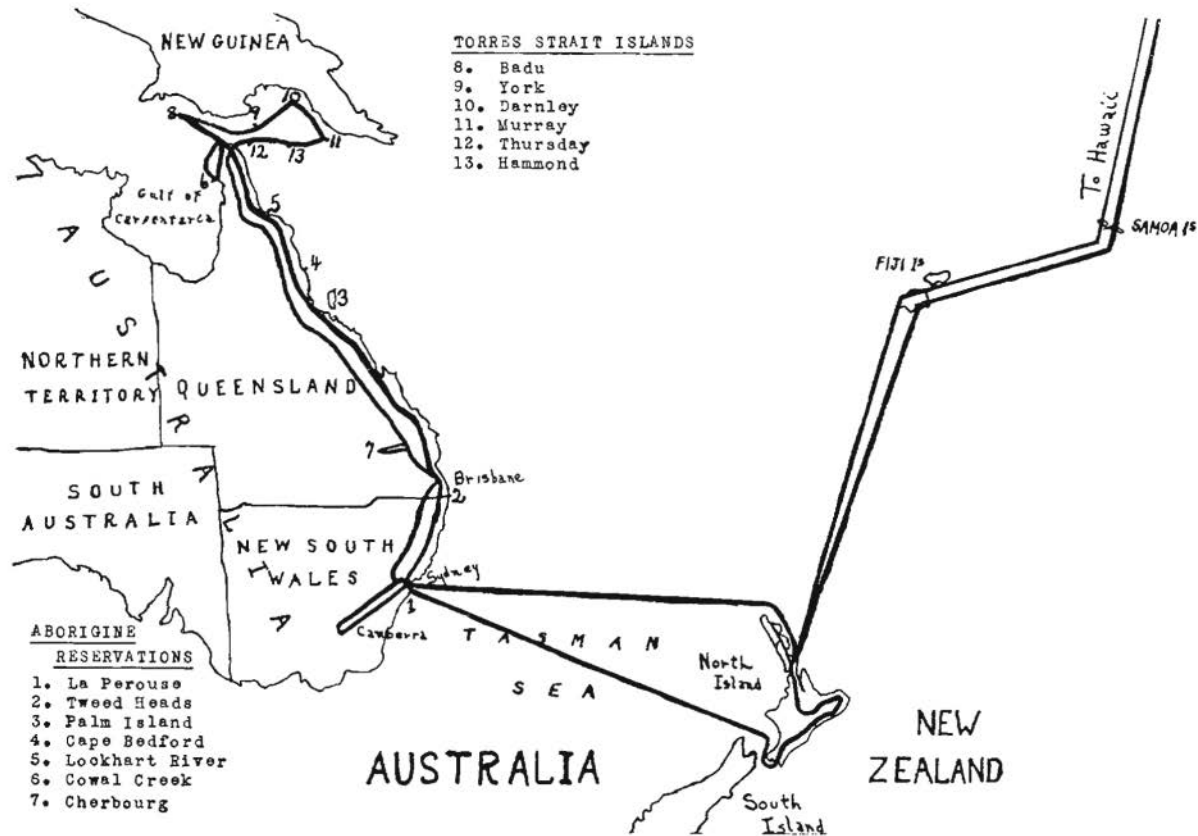 NEW GUINEA
TORRES STRAIT ISLANDS
8. Badu
9. York
10. Darnley
11. Murray
12. Thursday
13. Hammond
8
9
10
11
12
13
6
5
4
3
7
2
1
Gulf of
Carpentarca
To Hawaii
SAMOA Is
FIJI Is
AUSTRALIA
NORTHERN
TERRITORY
QUEENSLAND
SOUTH
AUSTRALIA
Brisbane
NEW SOUTH
WALES
Sydney
Canberra
TASMAN
SEA
North
Island
South
Island
AUSTRALIA
NEW
ZEALAND
ABORIGINE
RESERVATIONS
1. La Perouse
2. Tweed Heads
3. Palm Island
4. Cape Bedford
5. Lockhart River
6. Cowal Creek
7. Cherbourg